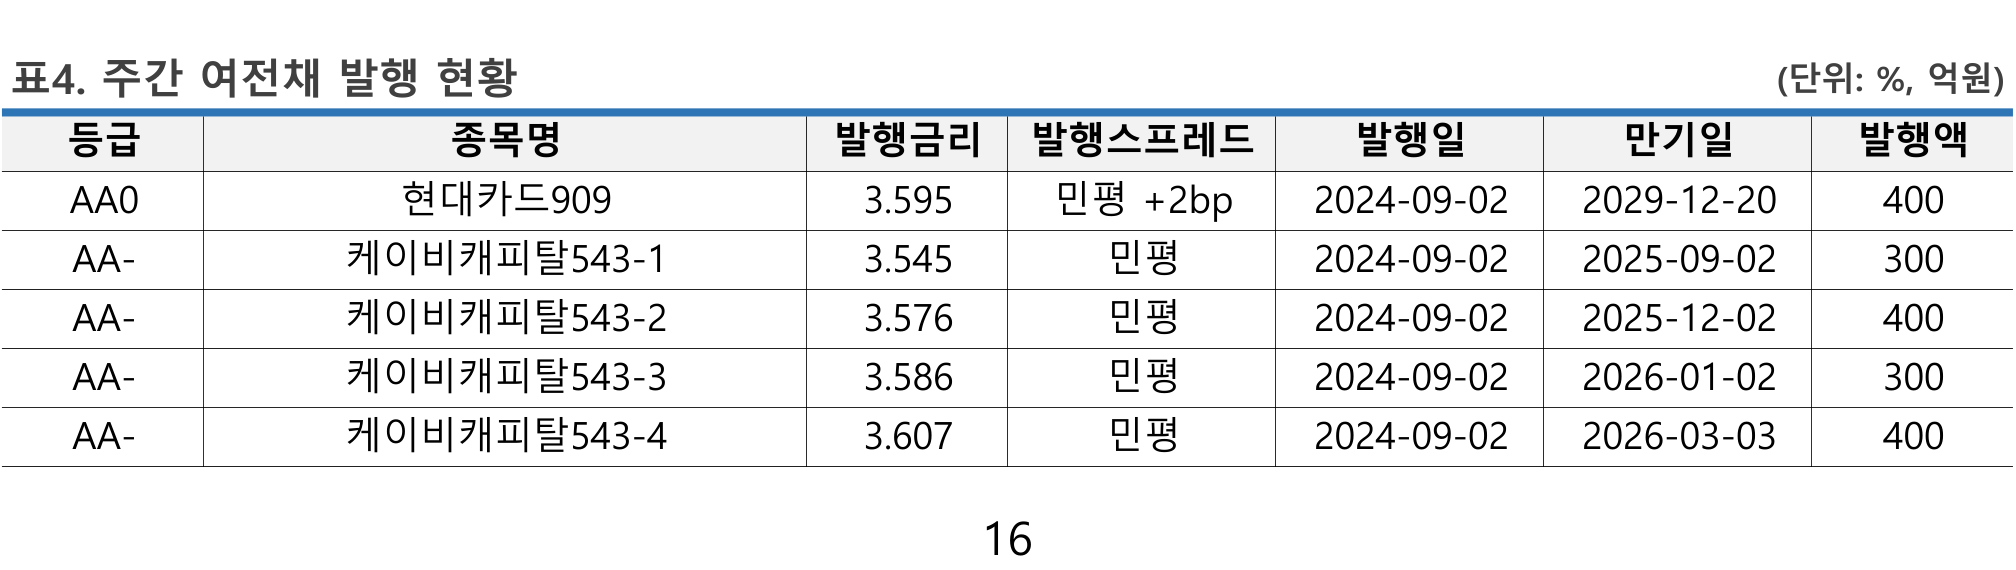 표4. 주간 여전채 발행 현황 (단위: %, 억원)
등급 종목명 발행금리 발행스프레드 발행일 만기일 발행액
AA0 현대카드909 3.595 민평 +2bp 2024-09-02 2029-12-20 400
AA- 케이비캐피탈543-1 3.545 민평 2024-09-02 2025-09-02 300
AA- 케이비캐피탈543-2 3.576 민평 2024-09-02 2025-12-02 400
AA- 케이비캐피탈543-3 3.586 민평 2024-09-02 2026-01-02 300
AA- 케이비캐피탈543-4 3.607 민평 2024-09-02 2026-03-03 400
16